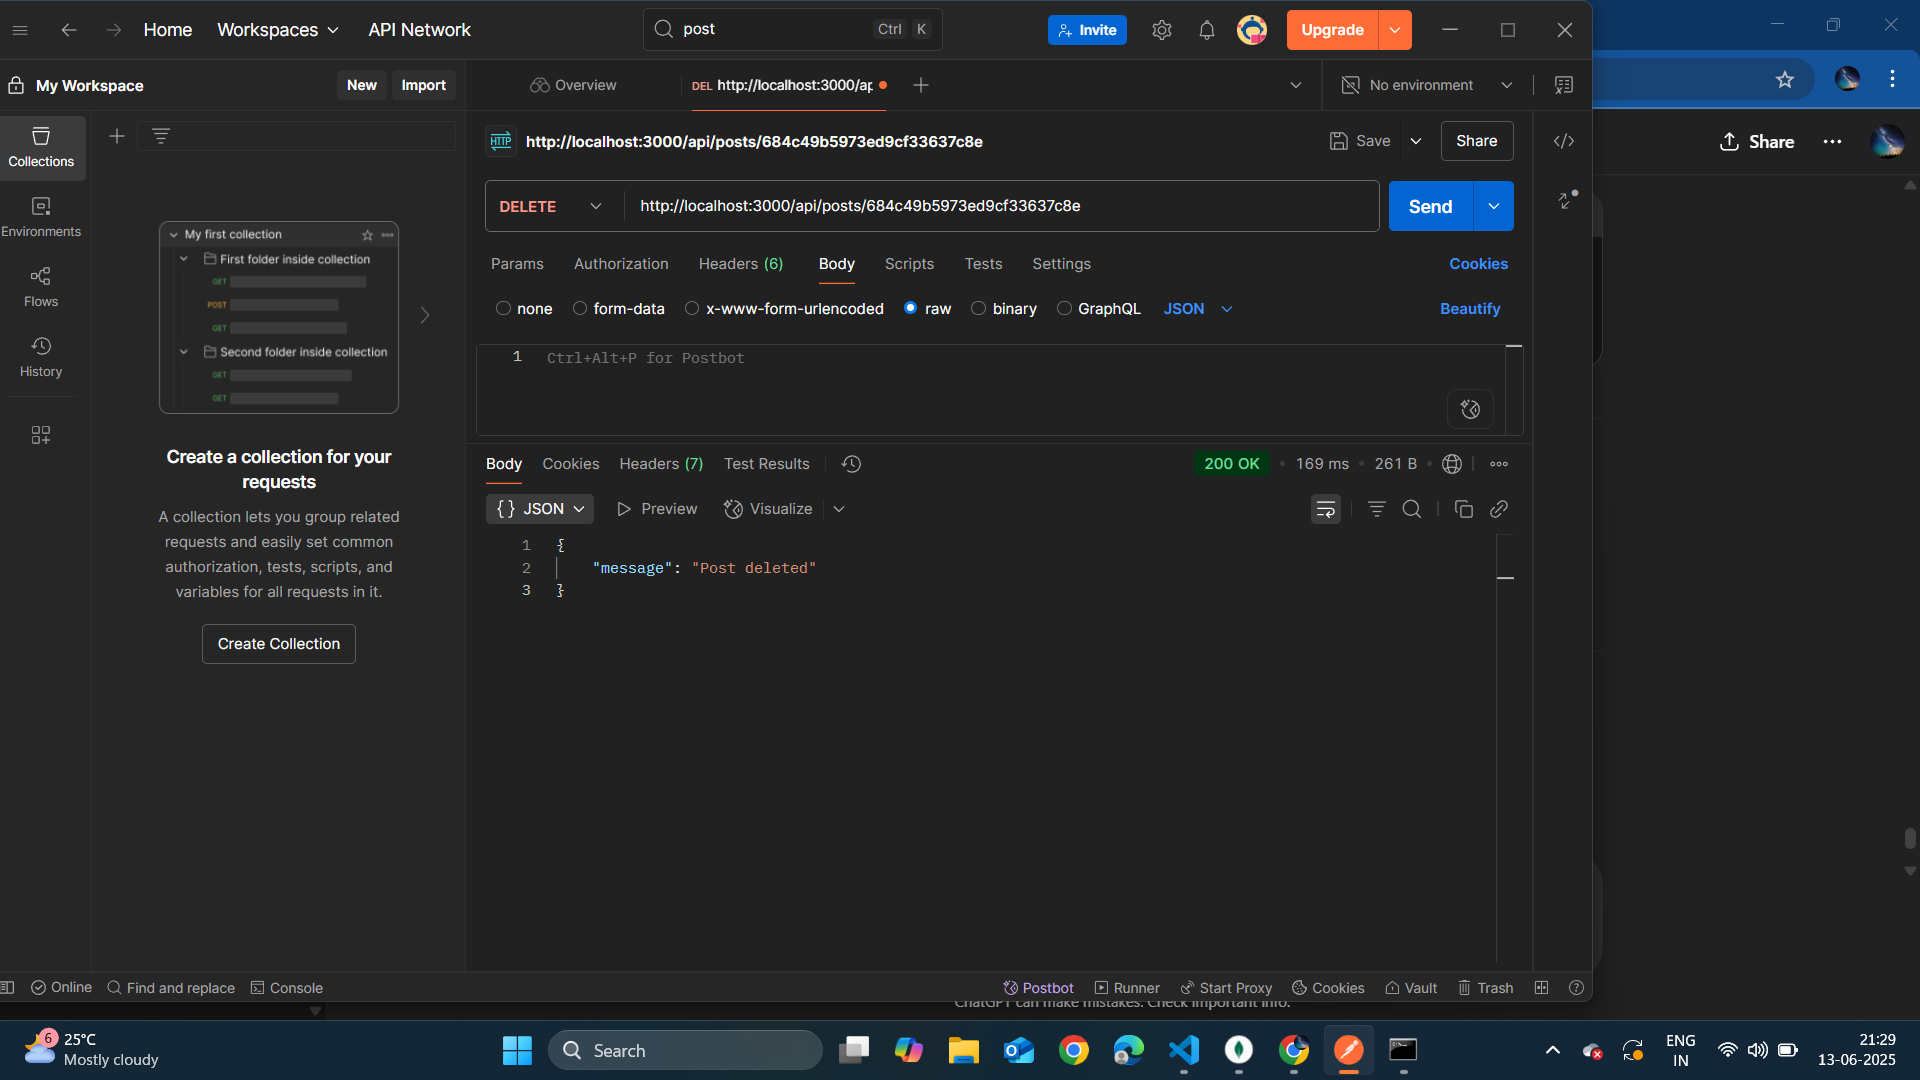 Home
Workspaces
API Network
post
Ctrl
K
Invite
Upgrade
My Workspace
New
Import
Overview
DEL http://localhost:3000/ap
No environment
Collections
Environments
Flows
History
My first collection
First folder inside collection
GET
POST
GET
Second folder inside collection
GET
GET
Create a collection for your
requests
A collection lets you group related
requests and easily set common
authorization, tests, scripts, and
variables for all requests in it.
Create Collection
HTTP
http://localhost:3000/api/posts/684c49b5973ed9cf33637c8e
Save
Share
DELETE
http://localhost:3000/api/posts/684c49b5973ed9cf33637c8e
Send
Params
Authorization
Headers (6)
Body
Scripts
Tests
Settings
Cookies
none
form-data
x-www-form-urlencoded
raw
binary
GraphQL
JSON
Beautify
1
Ctrl+Alt+P for Postbot
Body
Cookies
Headers (7)
Test Results
200 OK
169 ms
261 B
{ } JSON
Preview
Visualize
1 {
2 "message": "Post deleted"
3 }
Share
Online
Find and replace
Console
Postbot
Runner
Start Proxy
Cookies
Vault
Trash
ChatGPT can make mistakes. Check important info.
6
25°C
Mostly cloudy
Search
ENG
IN
21:29
13-06-2025